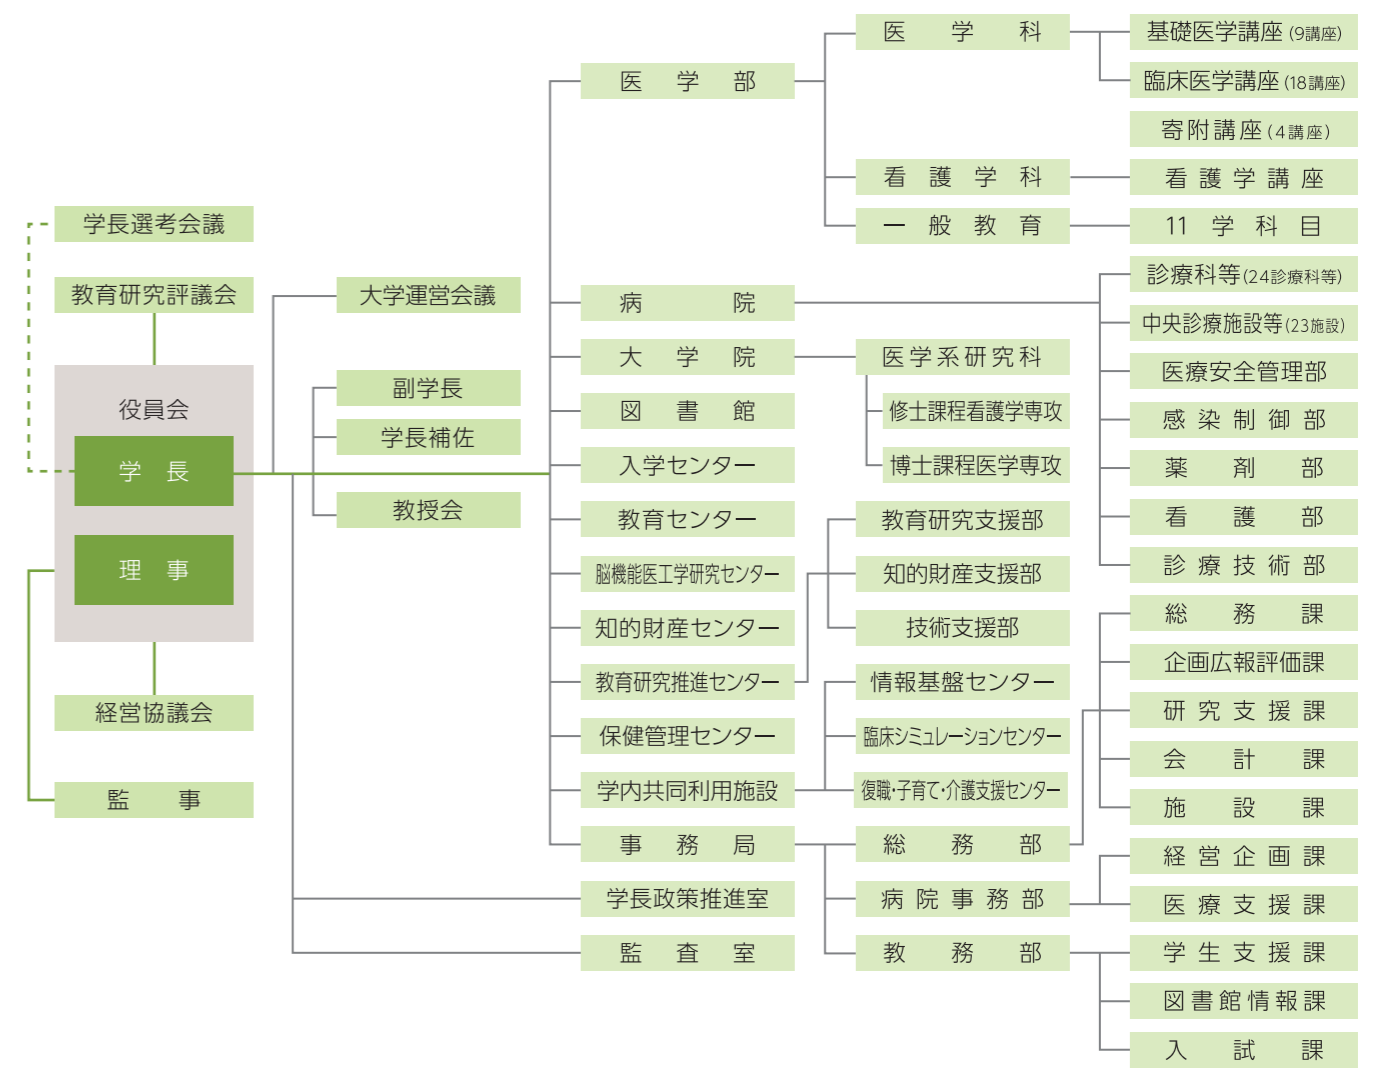 学長選考会議
教育研究評議会
役員会
学長
理事
経営協議会
監事
大学運営会議
副学長
学長補佐
教授会
医学部
病院
大学院
図書館
入学センター
教育センター
脳機能医工学研究センター
知的財産センター
教育研究推進センター
保健管理センター
学内共同利用施設
事務局
学長政策推進室
監査室
医学科
看護学科
一般教育
医学系研究科
修士課程看護学専攻
博士課程医学専攻
教育研究支援部
知的財産支援部
技術支援部
情報基盤センター
臨床シミュレーションセンター
復職・子育て・介護支援センター
総務部
病院事務部
教務部
基礎医学講座 (9講座)
臨床医学講座 (18講座)
寄附講座 (4講座)
看護学講座
11学科目
診療科等(24診療科等)
中央診療施設等(23施設)
医療安全管理部
感染制御部
薬剤部
看護部
診療技術部
総務課
企画広報評価課
研究支援課
会計課
施設課
経営企画課
医療支援課
学生支援課
図書館情報課
入試課